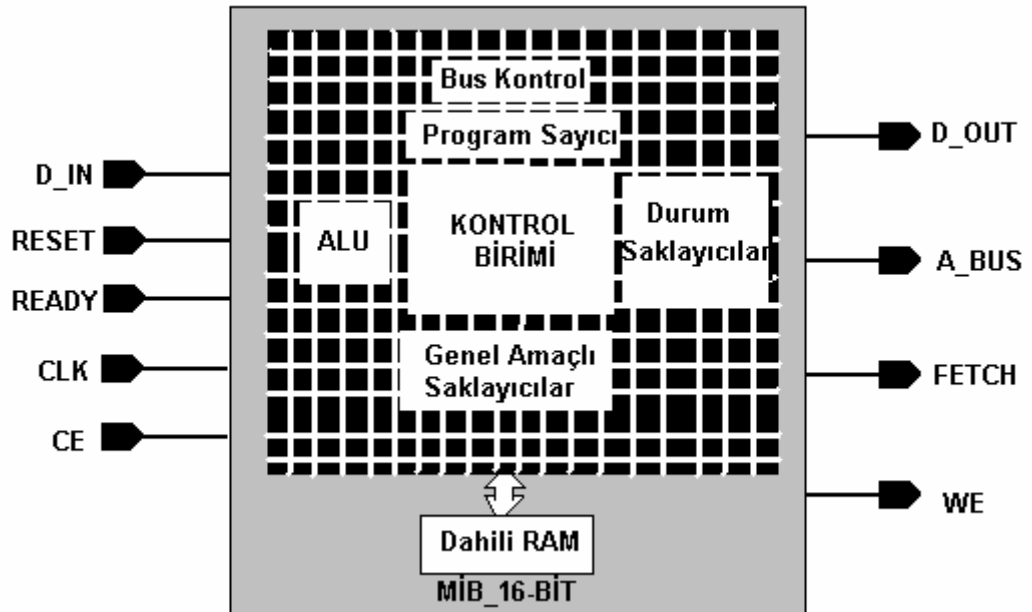 Bus Kontrol
Program Sayıcı
D_IN
RESET
READY
CLK
CE
ALU
KONTROL
BİRİMİ
Durum
Saklayıcılar
Genel Amaçlı
Saklayıcılar
Dahili RAM
MİB_16-BİT
D_OUT
A_BUS
FETCH
WE